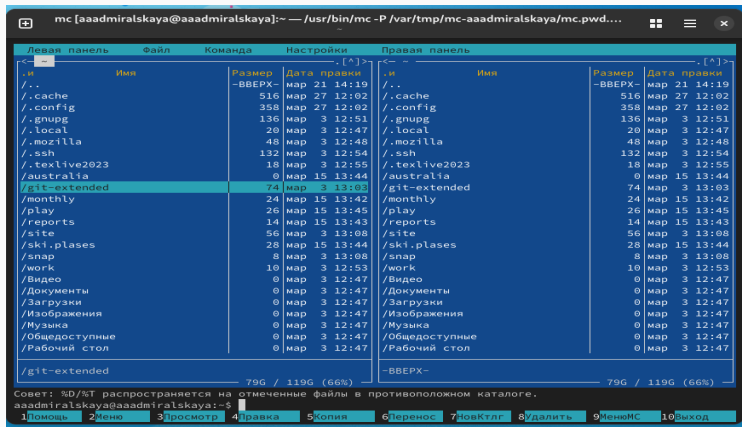 mc [aaadmiralskaya@aaadmiralskaya]:~ — /usr/bin/mc -P /var/tmp/mc-aaadmiralskaya/mc.pwd....
~
Левая панель Файл Команда Настройки Правая панель
<- ~ .[^]> <- ~ .[^]>
.и Имя Размер Дата правки .и Имя Размер Дата правки
/.. -ВВЕРХ- мар 21 14:19 /.. -ВВЕРХ- мар 21 14:19
/.cache 516 мар 27 12:02 /.cache 516 мар 27 12:02
/.config 358 мар 27 12:02 /.config 358 мар 27 12:02
/.gnupg 136 мар 3 12:51 /.gnupg 136 мар 3 12:51
/.local 20 мар 3 12:47 /.local 20 мар 3 12:47
/.mozilla 48 мар 3 12:48 /.mozilla 48 мар 3 12:48
/.ssh 132 мар 3 12:54 /.ssh 132 мар 3 12:54
/.texlive2023 18 мар 3 12:55 /.texlive2023 18 мар 3 12:55
/australia 0 мар 15 13:44 /australia 0 мар 15 13:44
/git-extended 74 мар 3 13:03 /git-extended 74 мар 3 13:03
/monthly 24 мар 15 13:42 /monthly 24 мар 15 13:42
/play 26 мар 15 13:45 /play 26 мар 15 13:45
/reports 14 мар 15 13:43 /reports 14 мар 15 13:43
/site 56 мар 3 13:08 /site 56 мар 3 13:08
/ski.plases 28 мар 15 13:44 /ski.plases 28 мар 15 13:44
/snap 8 мар 3 13:08 /snap 8 мар 3 13:08
/work 10 мар 3 12:53 /work 10 мар 3 12:53
/Видео 0 мар 3 12:47 /Видео 0 мар 3 12:47
/Документы 0 мар 3 12:47 /Документы 0 мар 3 12:47
/Загрузки 0 мар 3 12:47 /Загрузки 0 мар 3 12:47
/Изображения 0 мар 3 12:47 /Изображения 0 мар 3 12:47
/Музыка 0 мар 3 12:47 /Музыка 0 мар 3 12:47
/Общедоступные 0 мар 3 12:47 /Общедоступные 0 мар 3 12:47
/Рабочий стол 0 мар 3 12:47 /Рабочий стол 0 мар 3 12:47
/git-extended -ВВЕРХ-
79G / 119G (66%) 79G / 119G (66%)
Совет: %D/%T распространяется на отмеченные файлы в противоположном каталоге.
aaadmiralskaya@aaadmiralskaya:~$
1Помощь 2Меню 3Просмотр 4Правка 5Копия 6Перенос 7НовКтлг 8Удалить 9МенюMC 10Выход